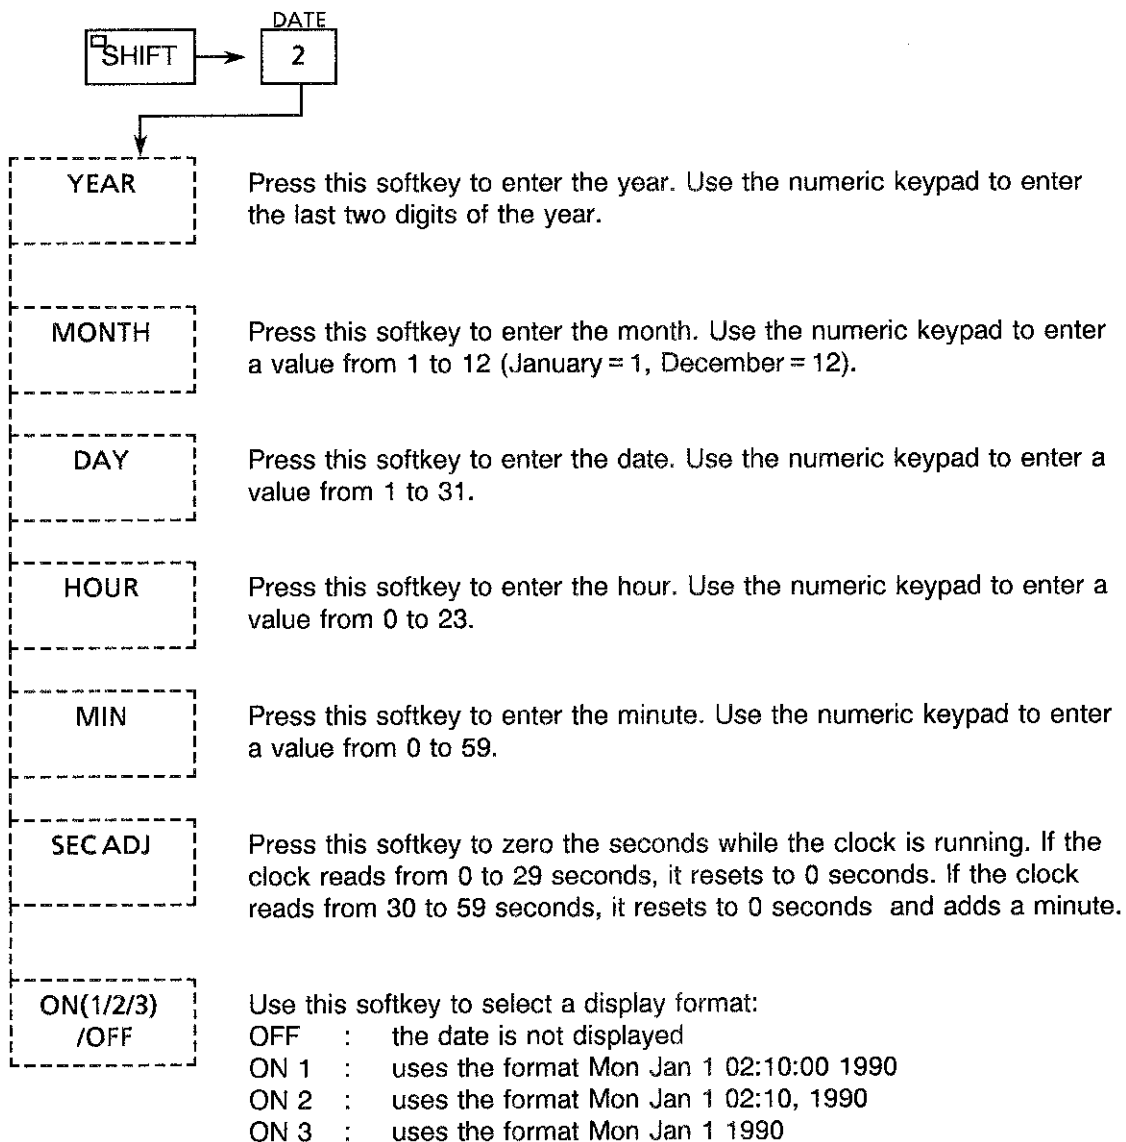 DATE
SHIFT
2
YEAR
Press this softkey to enter the year. Use the numeric keypad to enter
the last two digits of the year.
MONTH
Press this softkey to enter the month. Use the numeric keypad to enter
a value from 1 to 12 (January = 1, December = 12).
DAY
Press this softkey to enter the date. Use the numeric keypad to enter a
value from 1 to 31.
HOUR
Press this softkey to enter the hour. Use the numeric keypad to enter a
value from 0 to 23.
MIN
Press this softkey to enter the minute. Use the numeric keypad to enter
a value from 0 to 59.
SEC ADJ
Press this softkey to zero the seconds while the clock is running. If the
clock reads from 0 to 29 seconds, it resets to 0 seconds. If the clock
reads from 30 to 59 seconds, it resets to 0 seconds and adds a minute.
ON(1/2/3)
/OFF
Use this softkey to select a display format:
OFF : the date is not displayed
ON 1 : uses the format Mon Jan 1 02:10:00 1990
ON 2 : uses the format Mon Jan 1 02:10, 1990
ON 3 : uses the format Mon Jan 1 1990